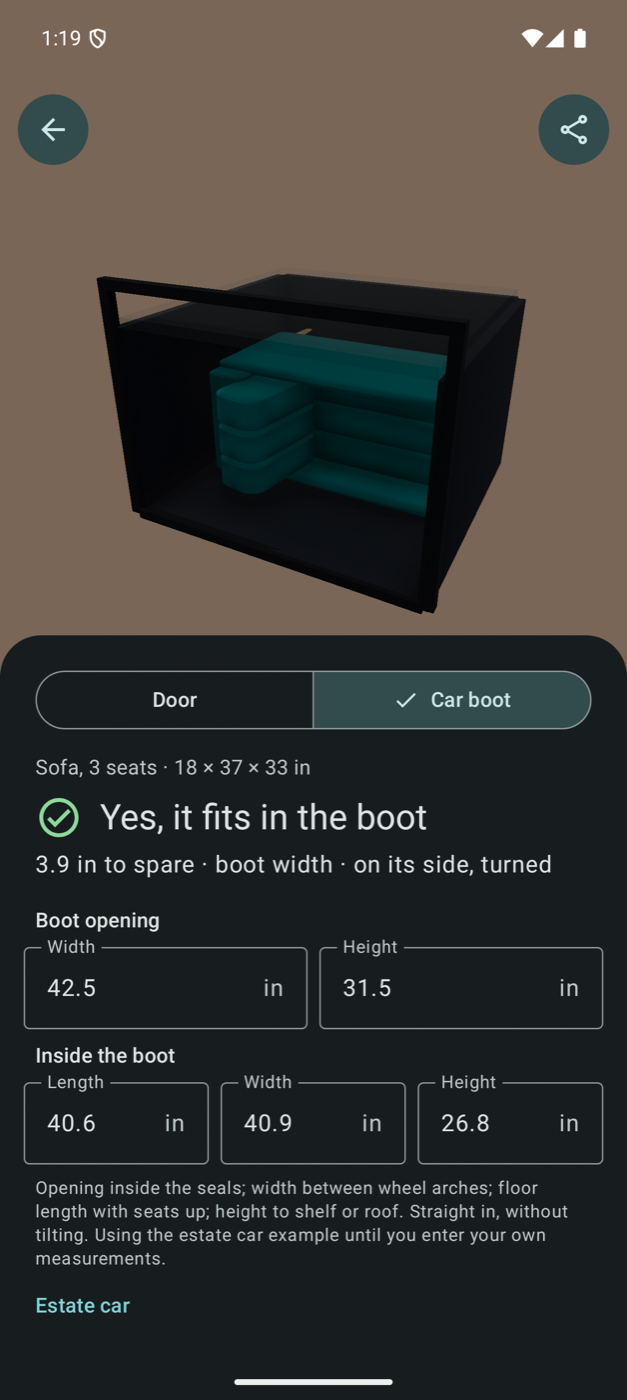 1:19
Door
Car boot
Sofa, 3 seats · 18 × 37 × 33 in
Yes, it fits in the boot
3.9 in to spare · boot width · on its side, turned
Boot opening
Width
Height
42.5 in
31.5 in
Inside the boot
Length
Width
Height
40.6 in
40.9 in
26.8 in
Opening inside the seals; width between wheel arches; floor
length with seats up; height to shelf or roof. Straight in, without
tilting. Using the estate car example until you enter your own
measurements.
Estate car